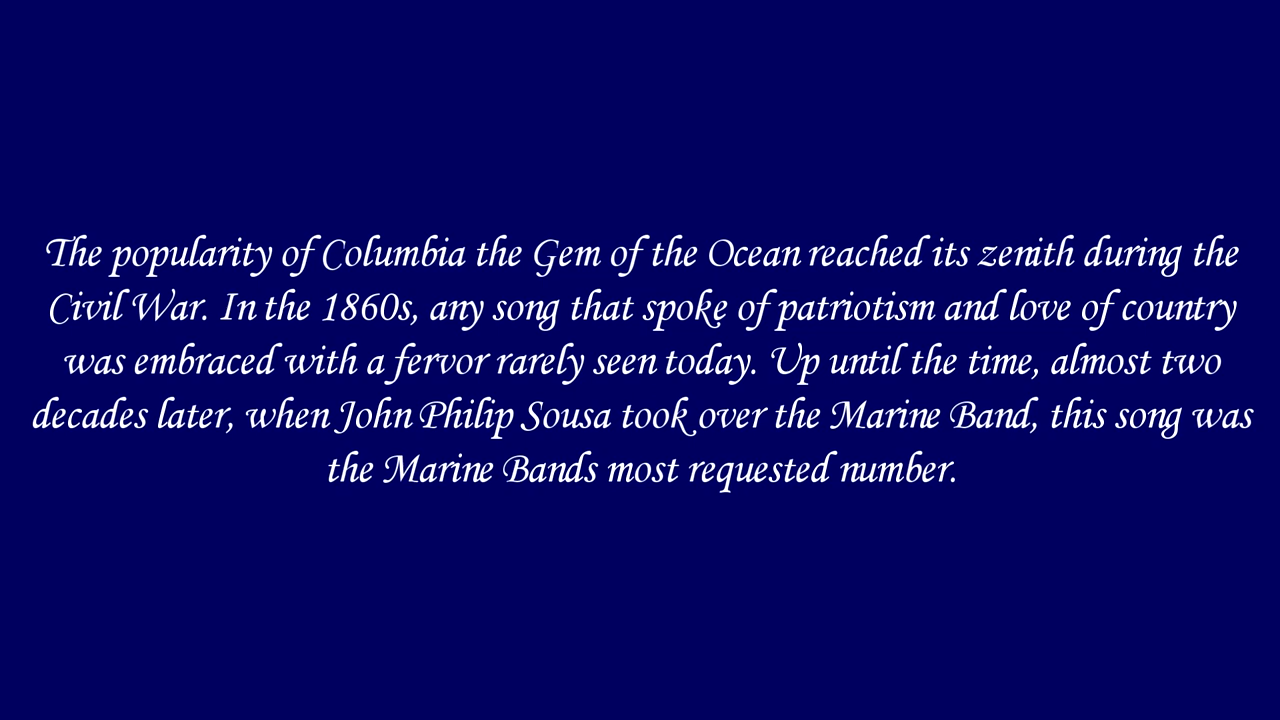 The popularity of Columbia the Gem of the Ocean reached its zenith during the
Civil War. In the 1860s, any song that spoke of patriotism and love of country
was embraced with a fervor rarely seen today. Up until the time, almost two
decades later, when John Philip Sousa took over the Marine Band, this song was
the Marine Bands most requested number.